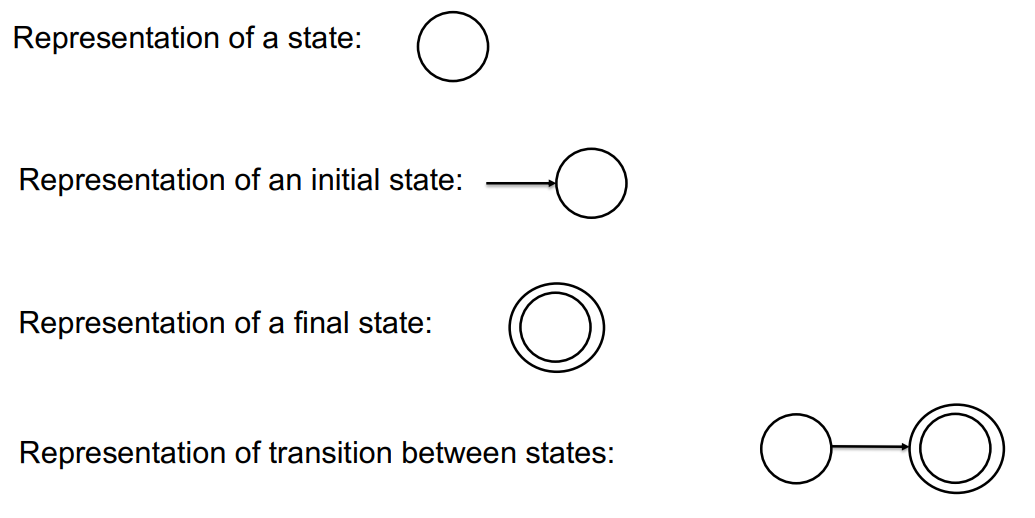 Representation of a state:
Representation of an initial state:
Representation of a final state:
Representation of transition between states: